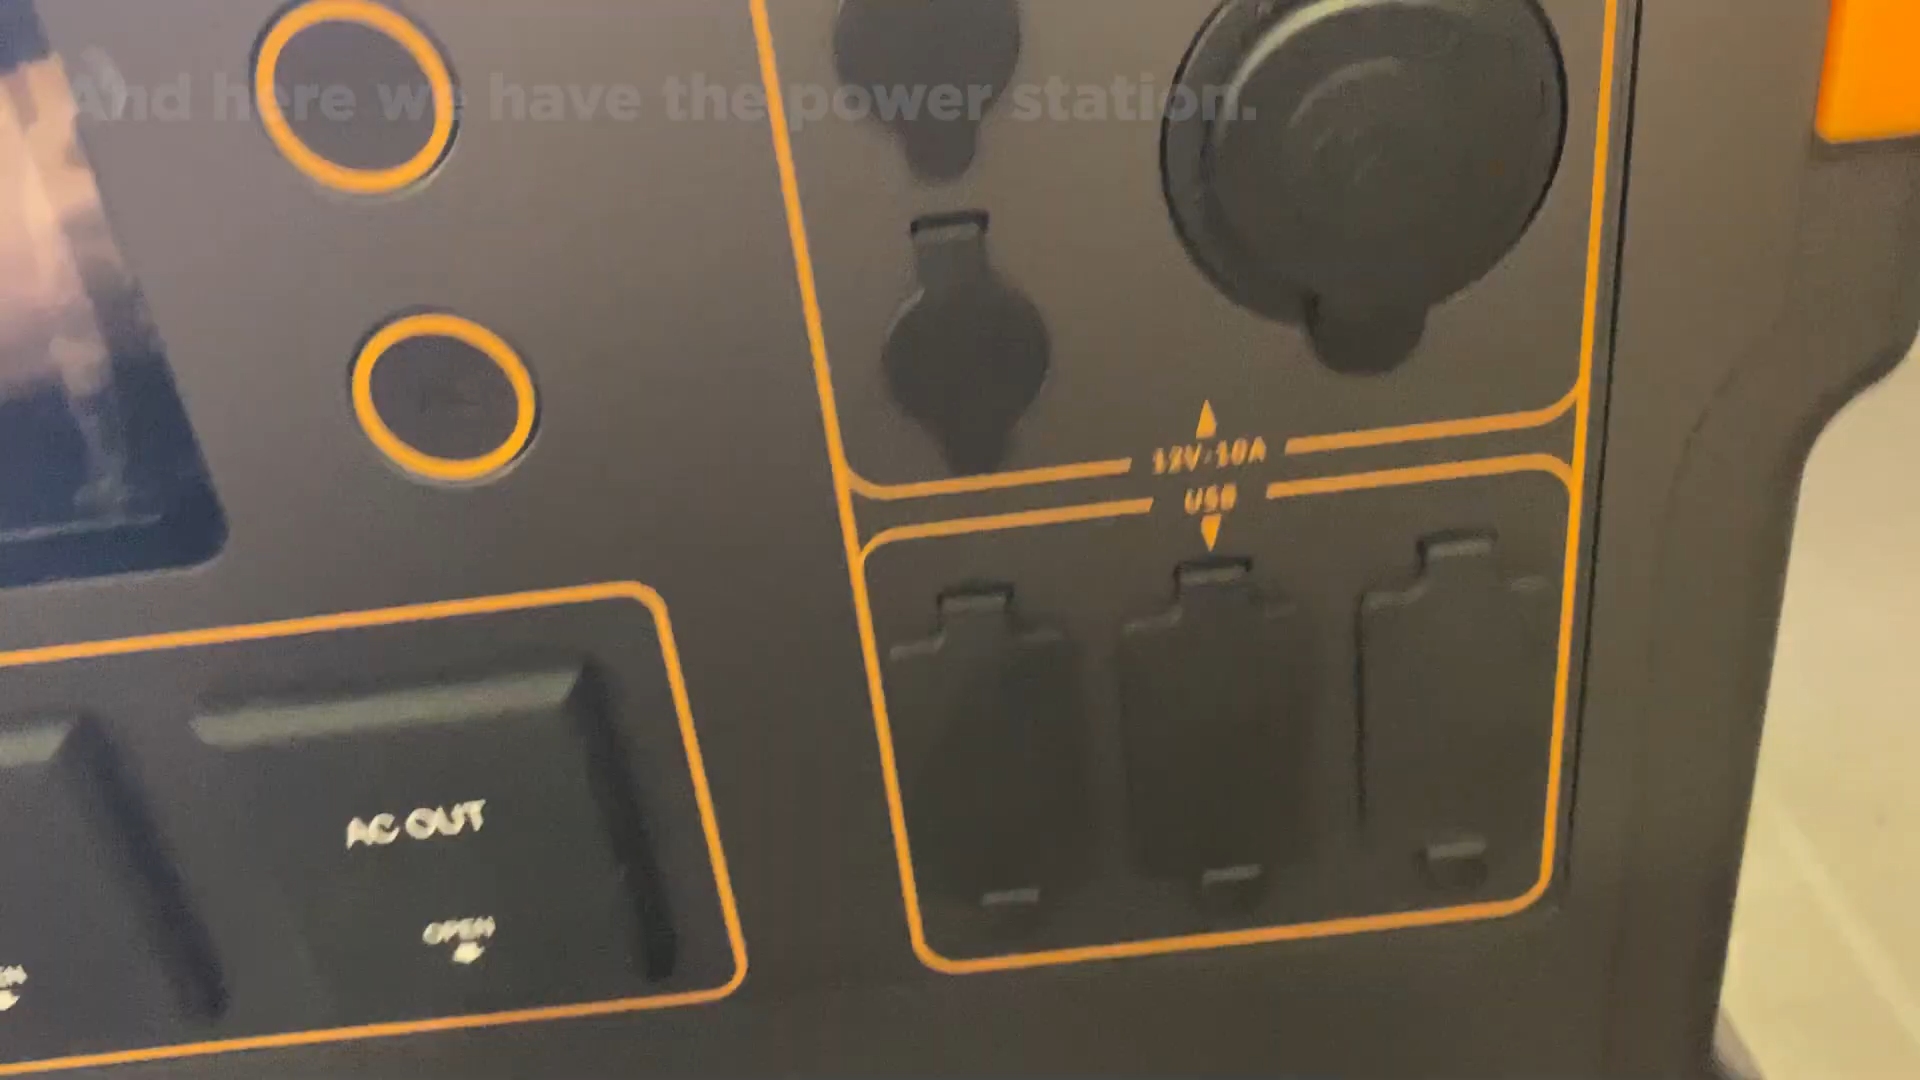 And here we have the power station.
12V-10A
USB
AC OUT
OPEN